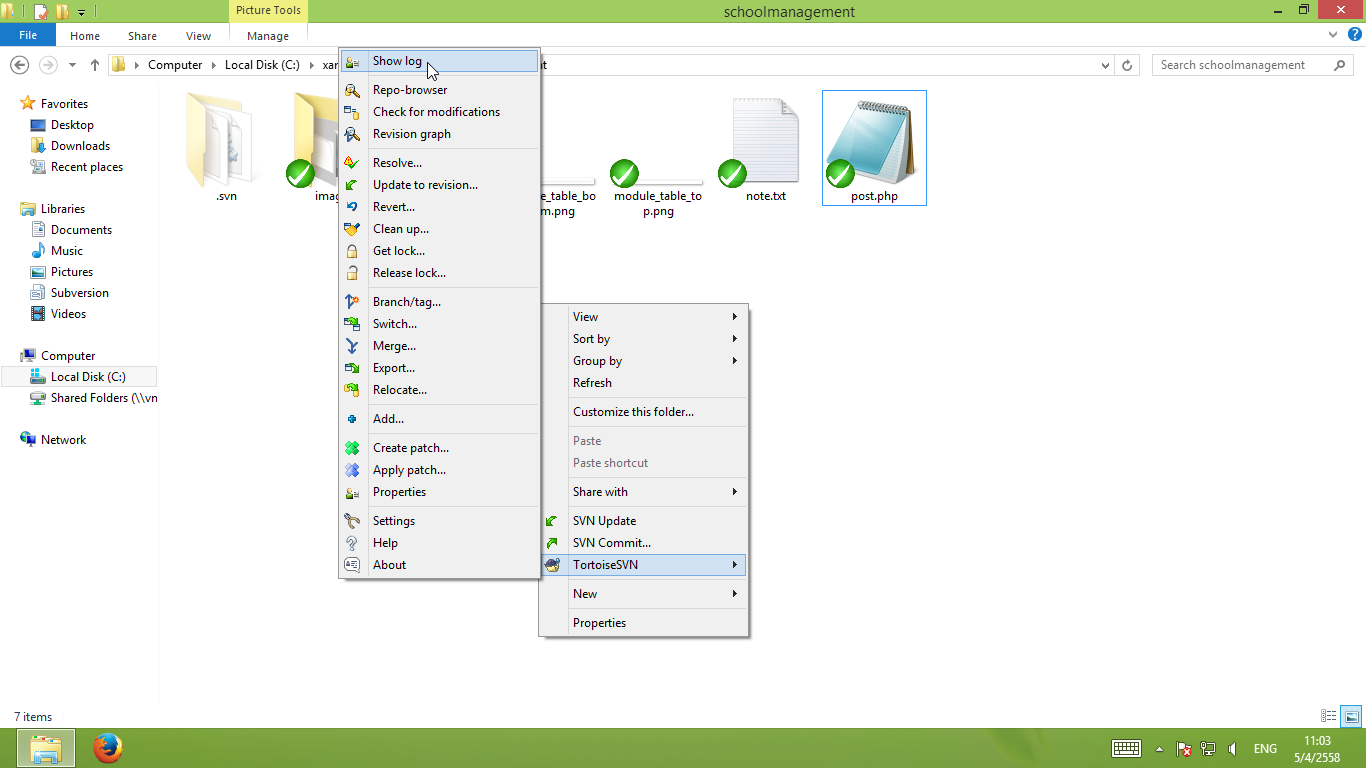 Picture Tools
schoolmanagement
File
Home
Share
View
Manage
Computer
Local Disk (C:)
Search schoolmanagement
Favorites
Desktop
Downloads
Recent places
Libraries
Documents
Music
Pictures
Subversion
Videos
Computer
Local Disk (C:)
Shared Folders (\\vn
Network
.svn
imag
e_table_bo
m.png
module_table_to
p.png
note.txt
post.php
Show log
Repo-browser
Check for modifications
Revision graph
Resolve...
Update to revision...
Revert...
Clean up...
Get lock...
Release lock...
Branch/tag...
Switch...
Merge...
Export...
Relocate...
Add...
Create patch...
Apply patch...
Properties
Settings
Help
About
View
Sort by
Group by
Refresh
Customize this folder...
Paste
Paste shortcut
Share with
SVN Update
SVN Commit...
TortoiseSVN
New
Properties
7 items
ENG
11:03
5/4/2558